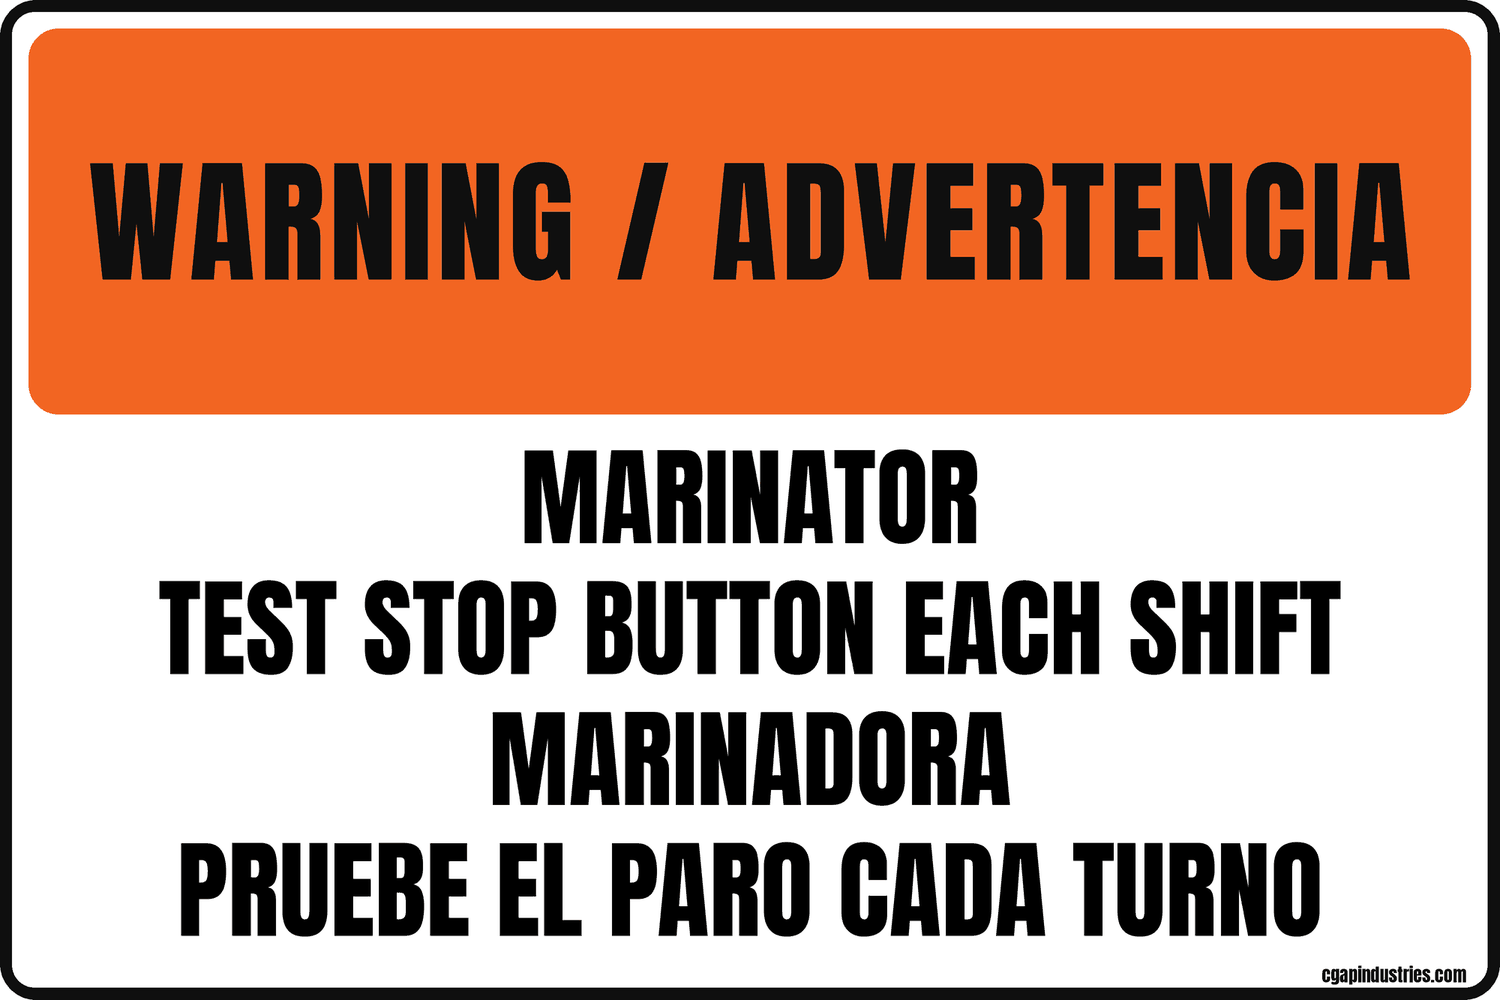 WARNING / ADVERTENCIA
MARINATOR
TEST STOP BUTTON EACH SHIFT
MARINADORA
PRUEBE EL PARO CADA TURNO
cgapindustries.com